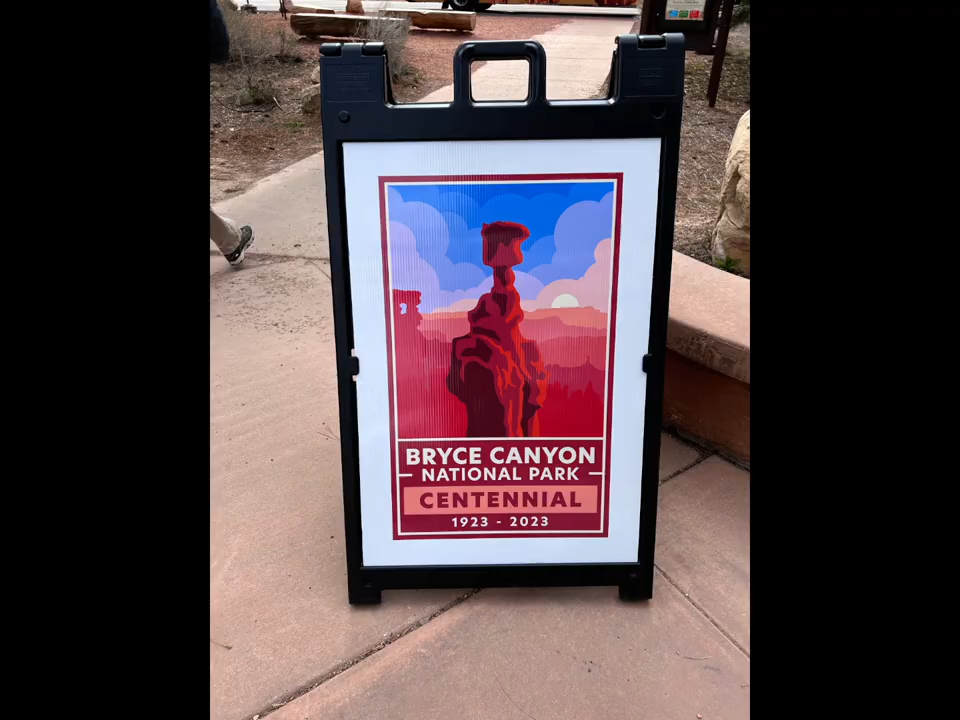 BRYCE CANYON
NATIONAL PARK
CENTENNIAL
1923 - 2023